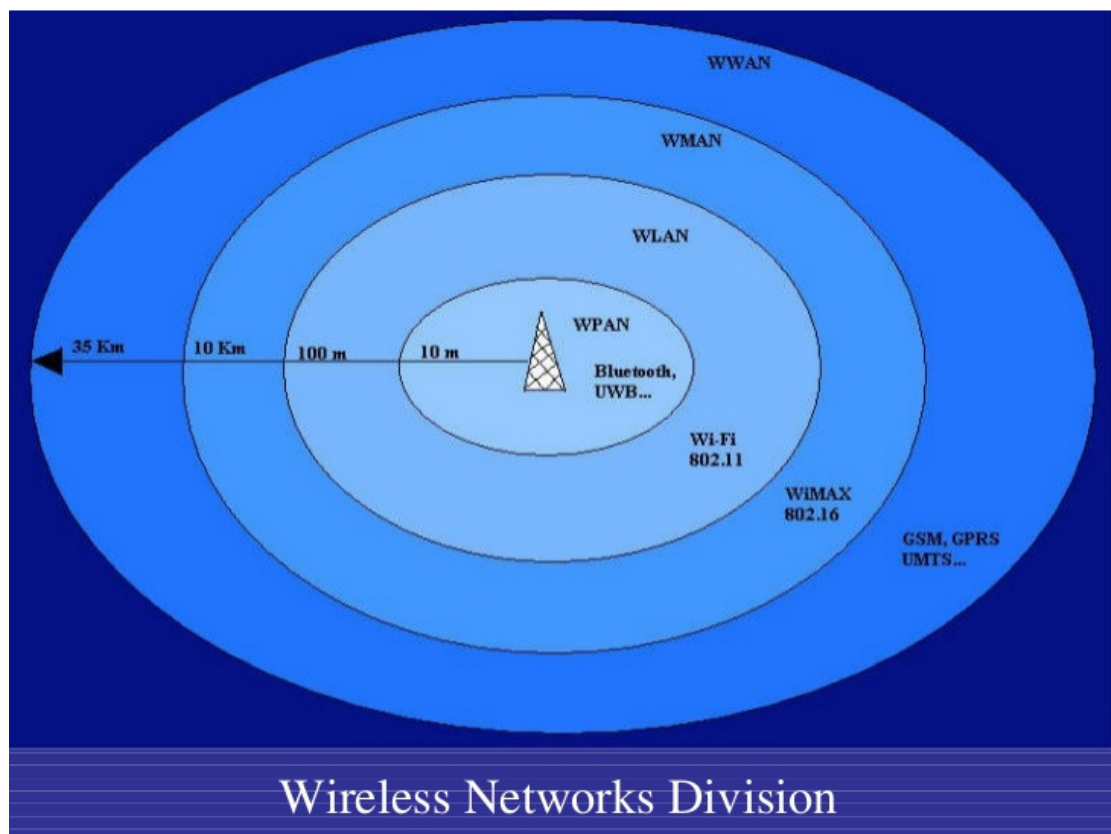 WWAN
WMAN
WLAN
WPAN
35 Km
10 Km
100 m
10 m
Bluetooth,
UWB...
Wi-Fi
802.11
WiMAX
802.16
GSM, GPRS
UMTS...
Wireless Networks Division